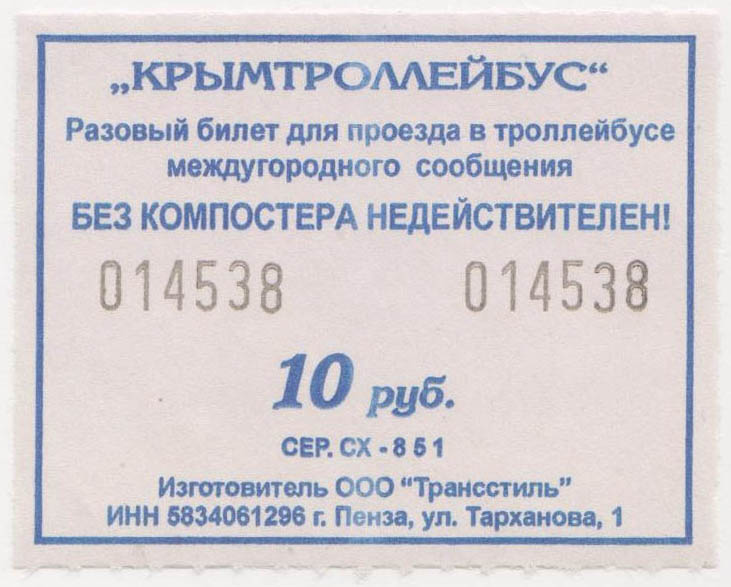 „КРЫМТРОЛЛЕЙБУС“
Разовый билет для проезда в троллейбусе
междугородного сообщения
БЕЗ КОМПОСТЕРА НЕДЕЙСТВИТЕЛЕН!
014538 014538
10 руб.
СЕР. СХ - 8 5 1
Изготовитель ООО “Трансстиль”
ИНН 5834061296 г. Пенза, ул. Тарханова, 1